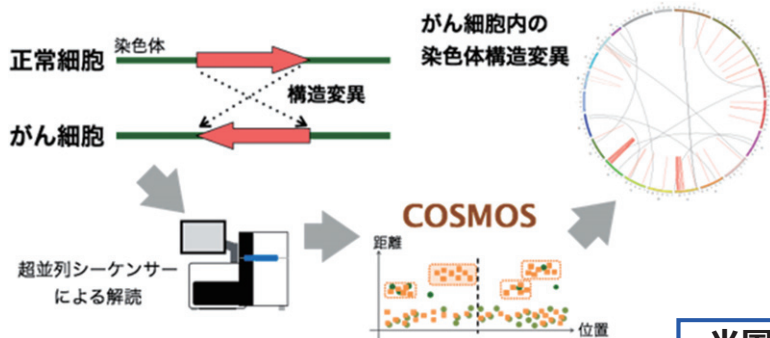 染色体
正常細胞
構造変異
がん細胞
がん細胞内の
染色体構造変異
超並列シーケンサー
による解読
COSMOS
距離
位置